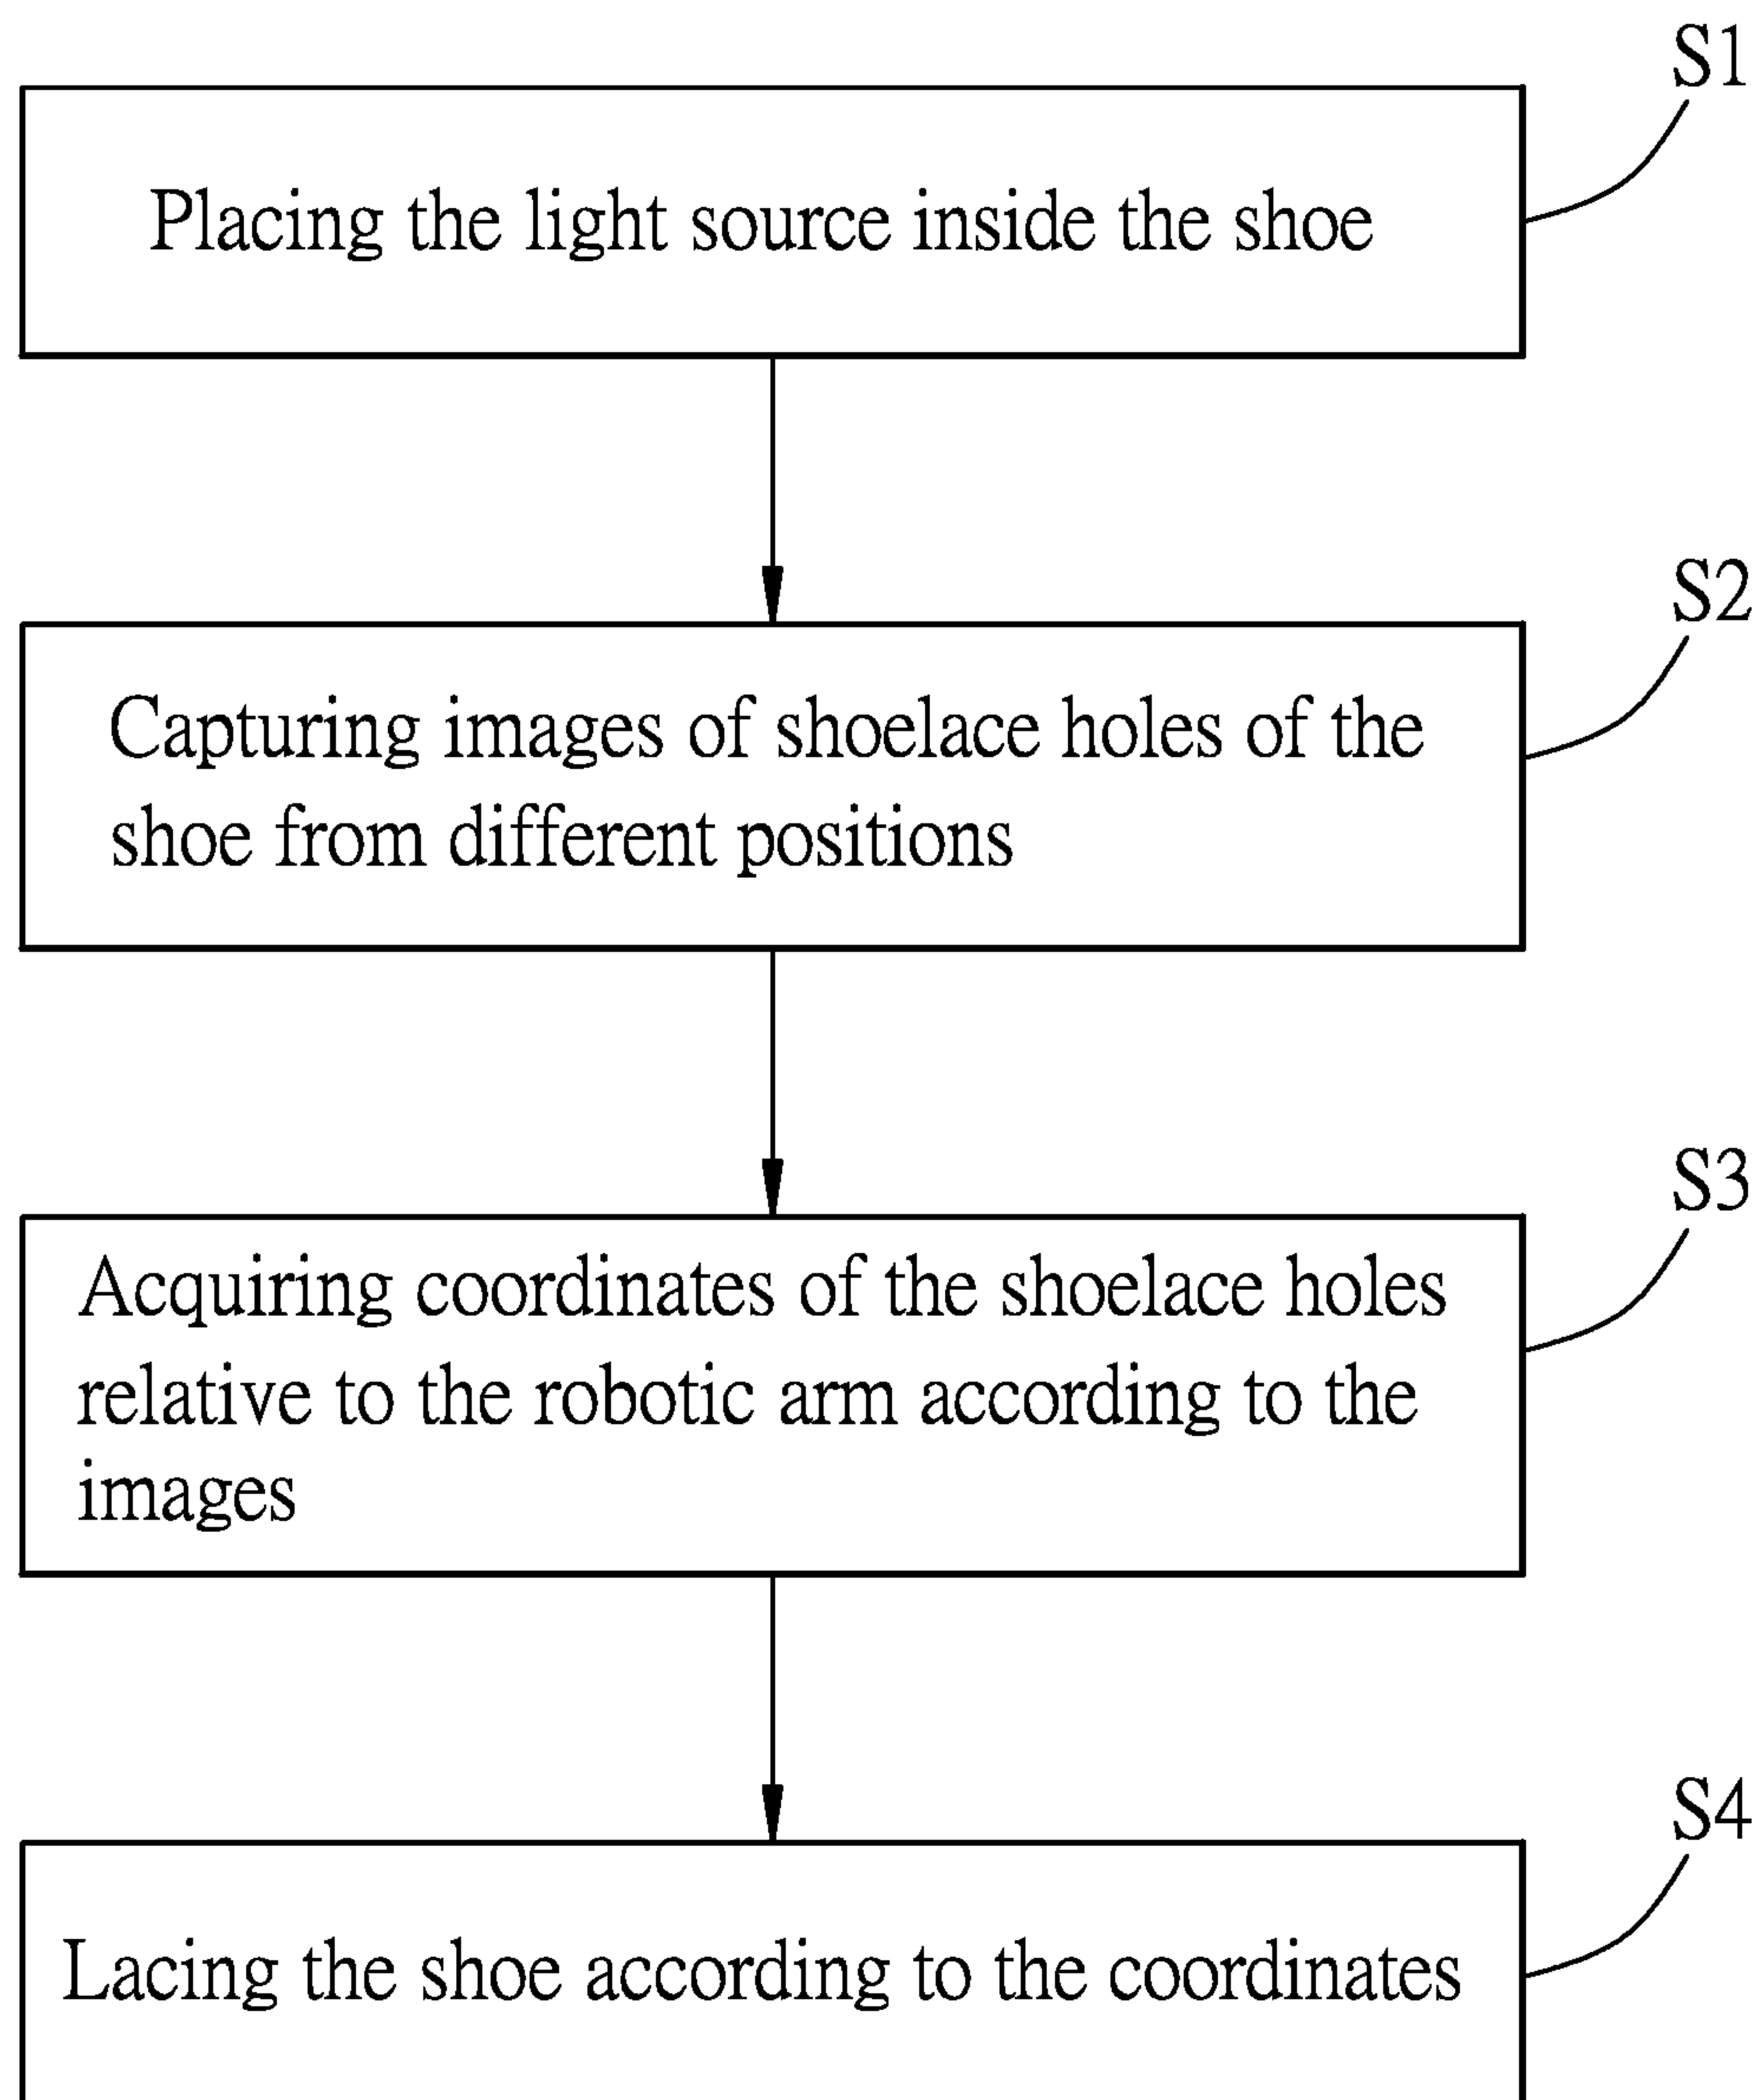 S1
Placing the light source inside the shoe
S2
Capturing images of shoelace holes of the
shoe from different positions
S3
Acquiring coordinates of the shoelace holes
relative to the robotic arm according to the
images
S4
Lacing the shoe according to the coordinates